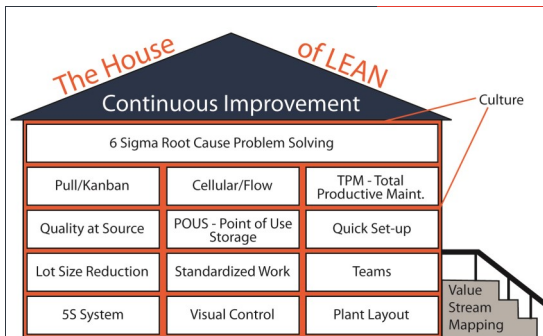 The House of LEAN
Continuous Improvement
Culture
6 Sigma Root Cause Problem Solving
Pull/Kanban
Cellular/Flow
TPM - Total
Productive Maint.
Quality at Source
POUS - Point of Use
Storage
Quick Set-up
Lot Size Reduction
Standardized Work
Teams
5S System
Visual Control
Plant Layout
Value
Stream
Mapping